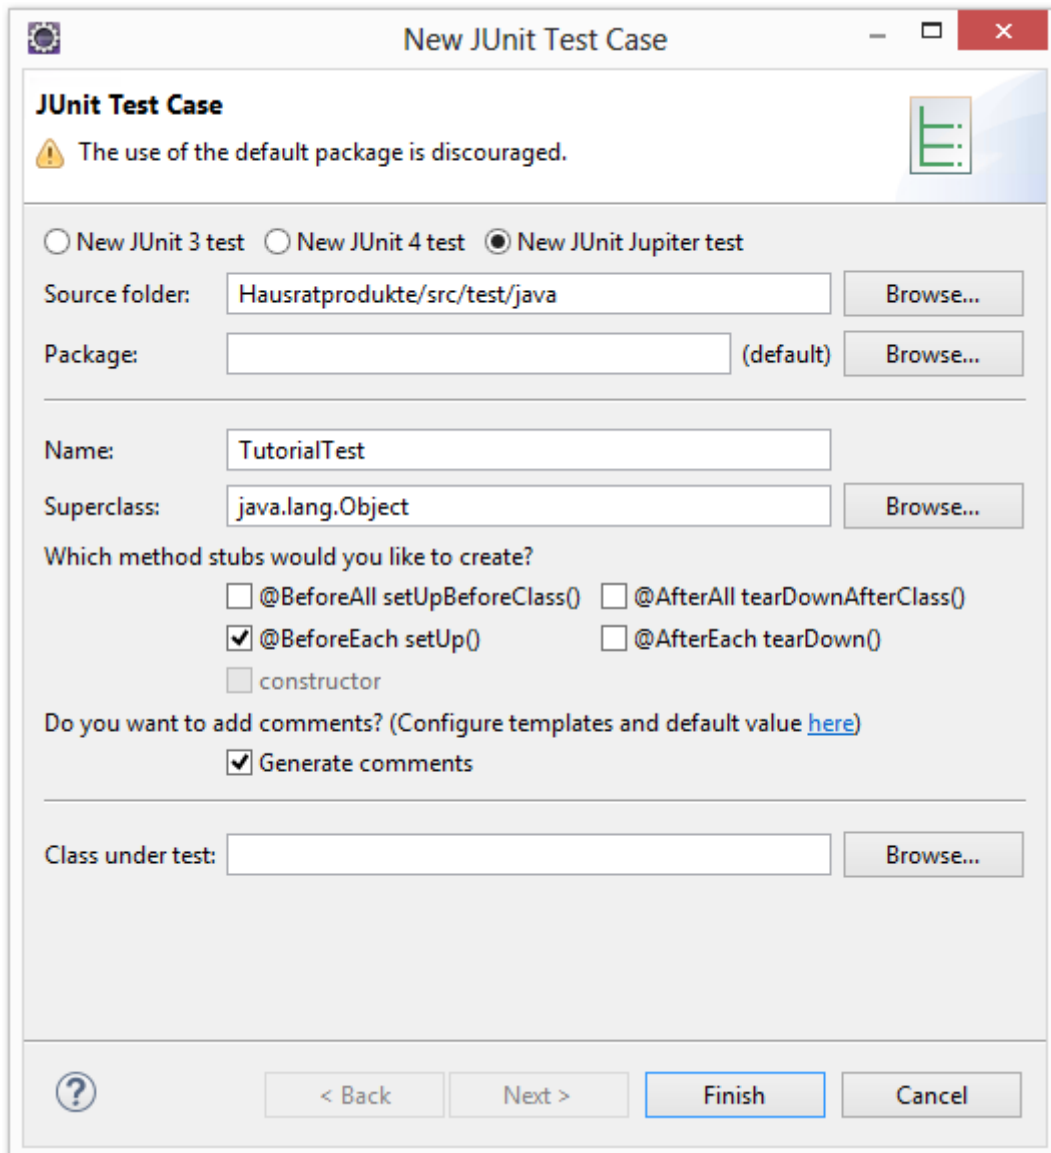 New JUnit Test Case
JUnit Test Case
The use of the default package is discouraged.
New JUnit 3 test New JUnit 4 test New JUnit Jupiter test
Source folder: Hausratprodukte/src/test/java Browse...
Package: (default) Browse...
Name: TutorialTest
Superclass: java.lang.Object Browse...
Which method stubs would you like to create?
@BeforeAll setUpBeforeClass() @AfterAll tearDownAfterClass()
@BeforeEach setUp() @AfterEach tearDown()
constructor
Do you want to add comments? (Configure templates and default value here)
Generate comments
Class under test: Browse...
? < Back Next > Finish Cancel